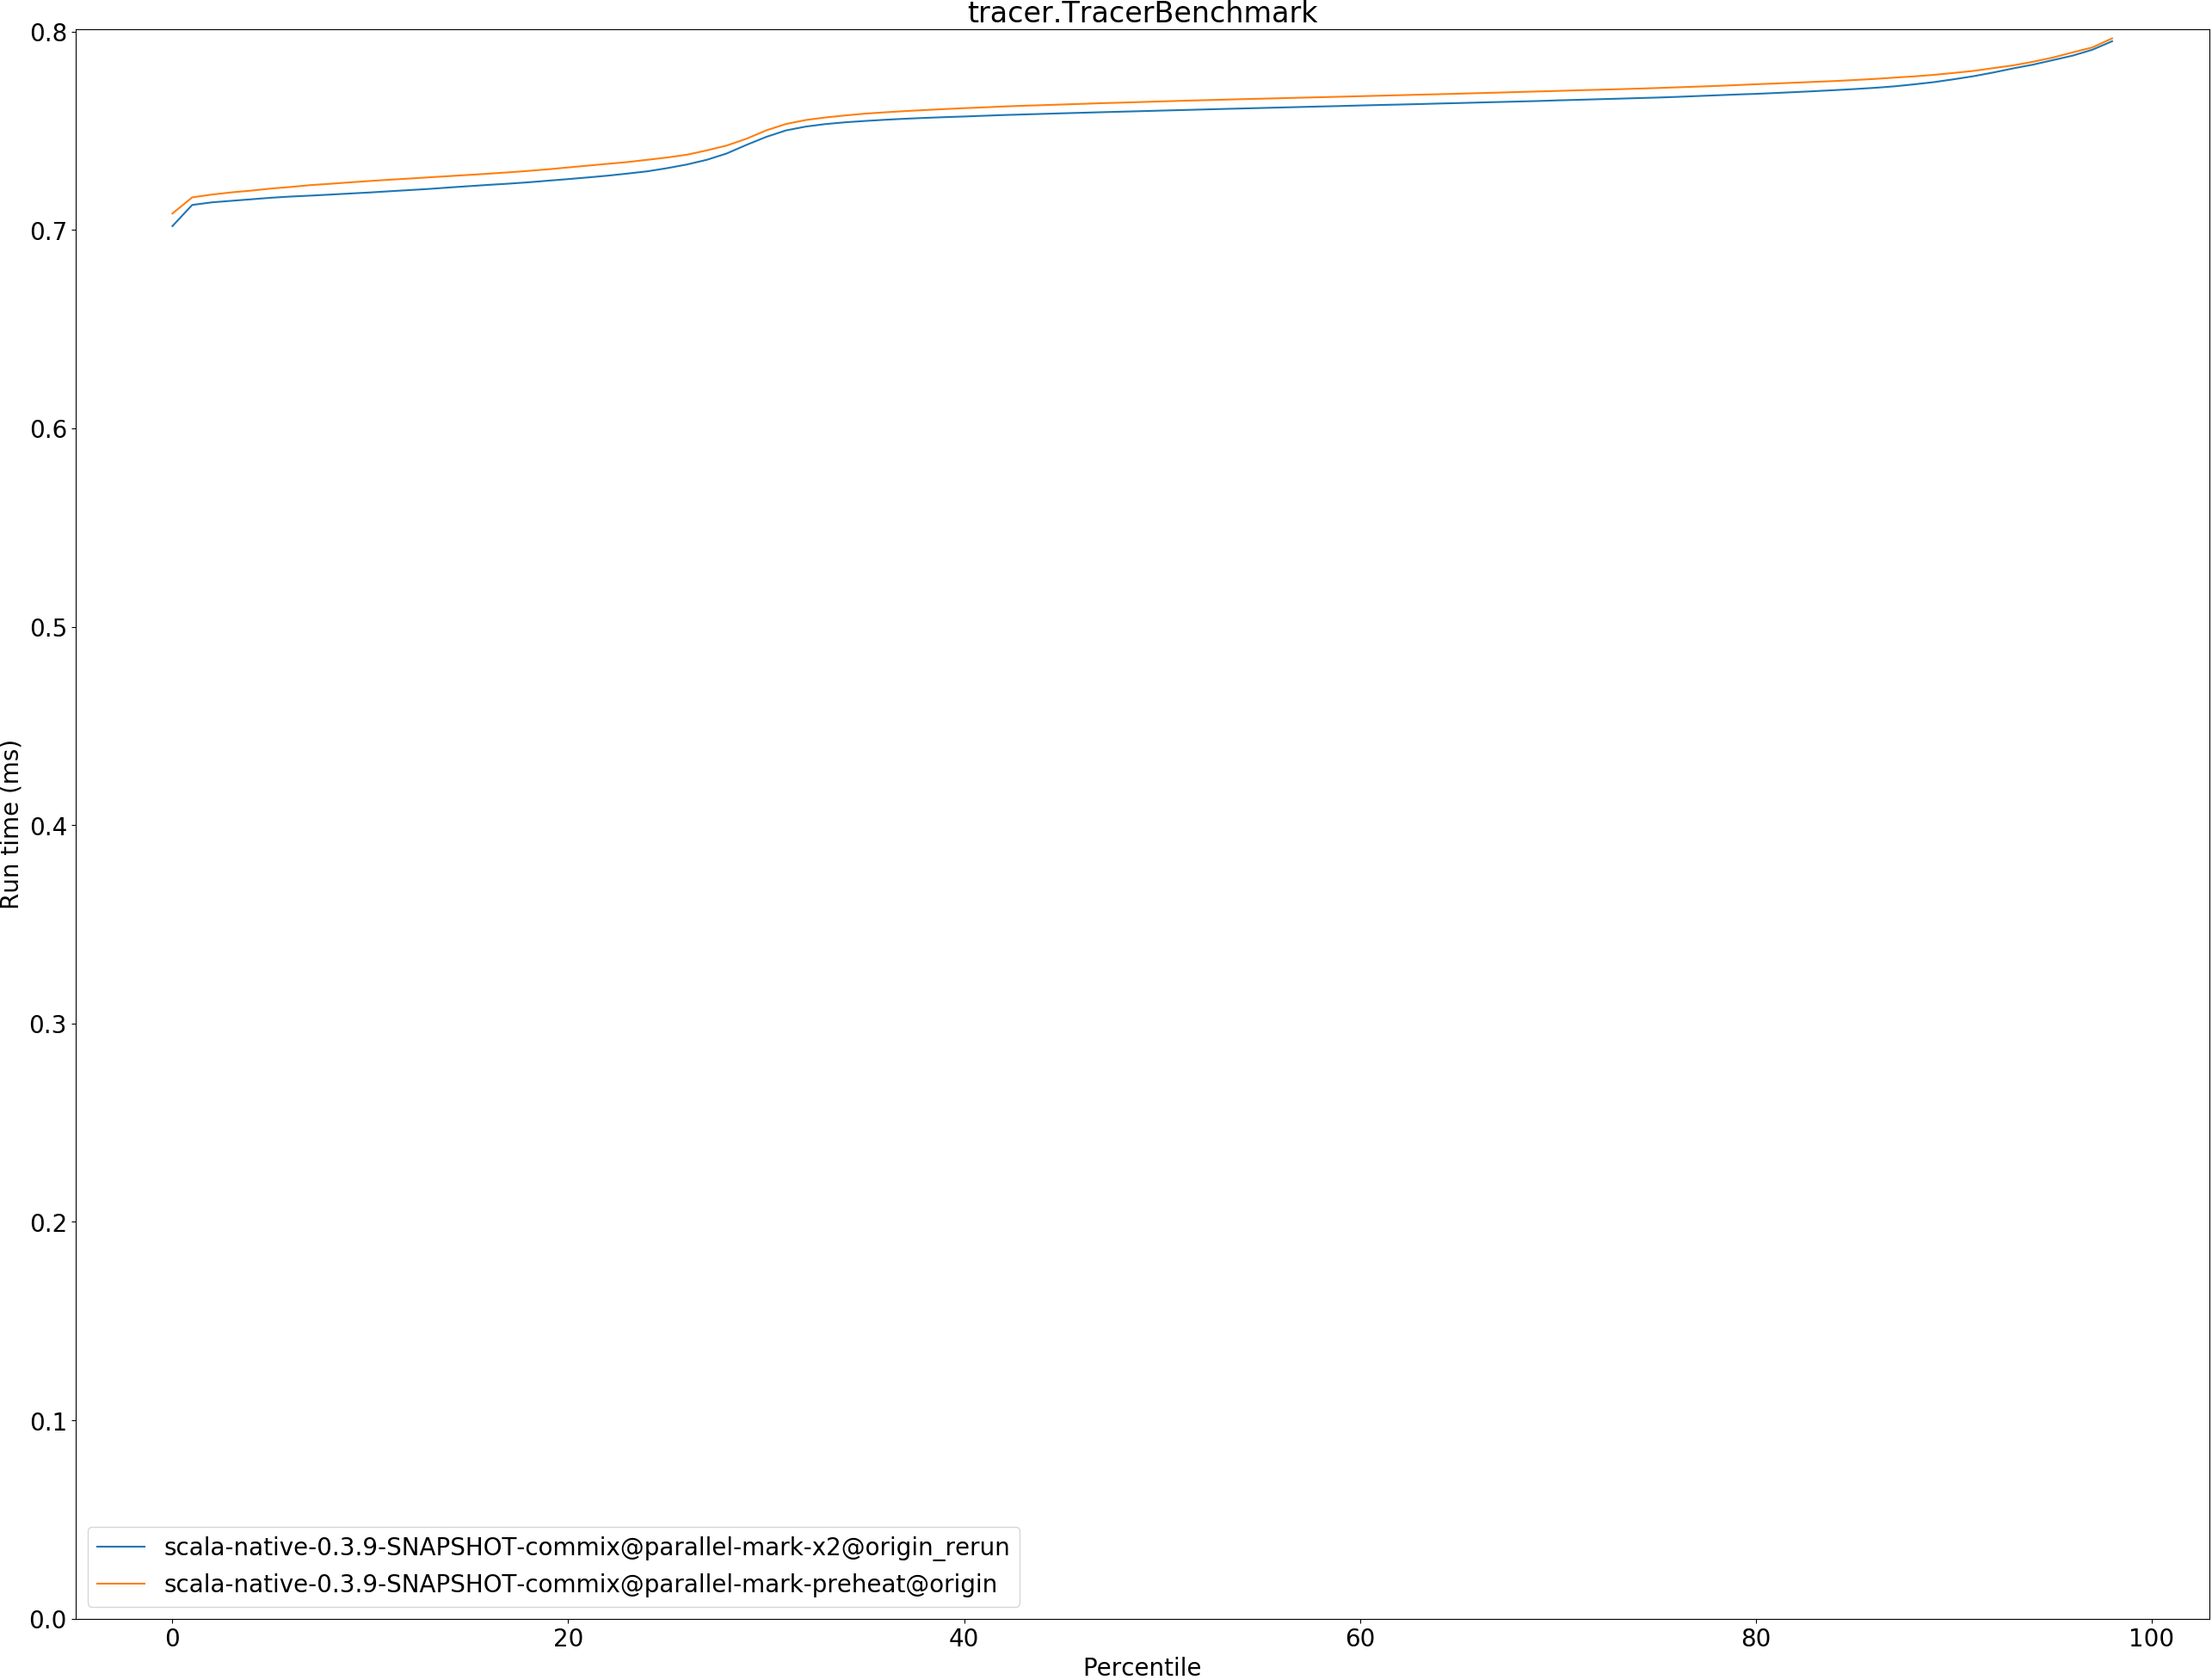 tracer.TracerBenchmark
0.8
0.7
0.6
0.5
0.4
0.3
0.2
0.1
0.0
Run time (ms)
scala-native-0.3.9-SNAPSHOT-commix@parallel-mark-x2@origin_rerun
scala-native-0.3.9-SNAPSHOT-commix@parallel-mark-preheat@origin
0 20 40 60 80 100
Percentile